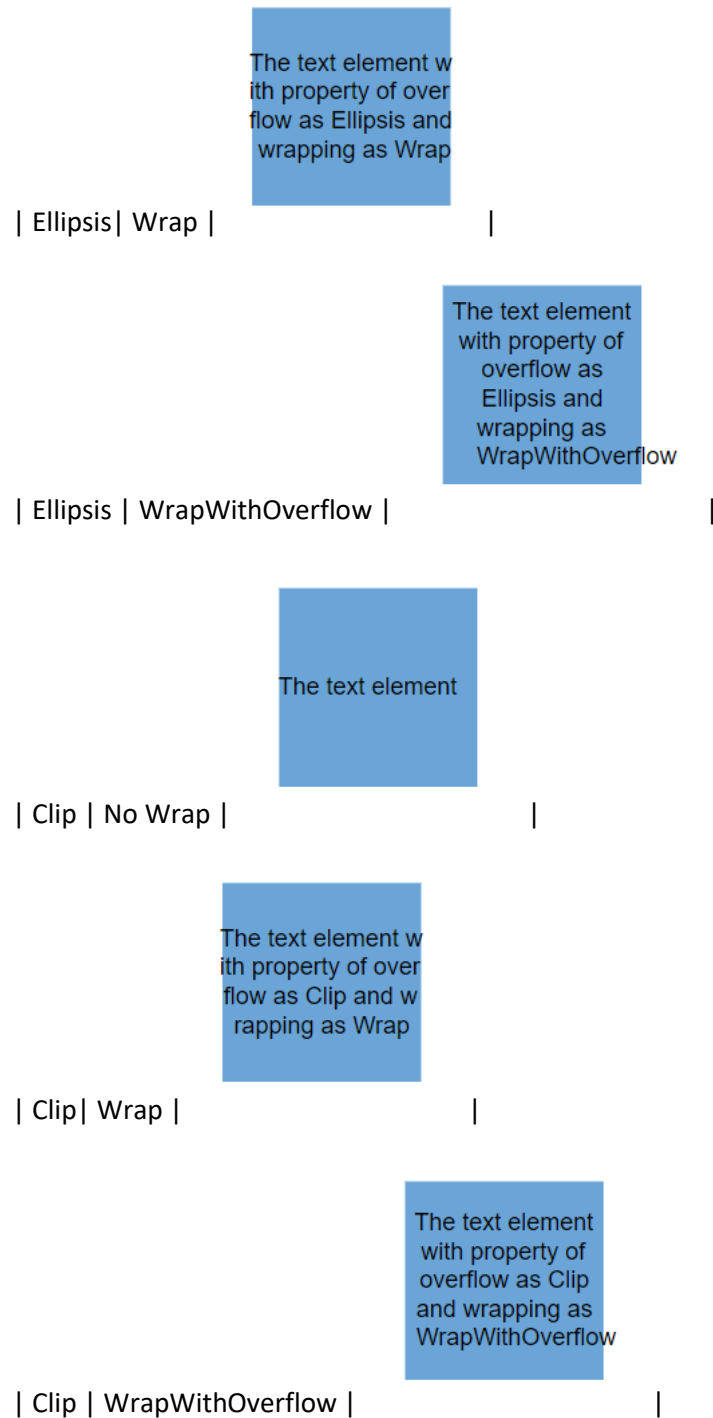 The text element w
ith property of over
flow as Ellipsis and
wrapping as Wrap
| Ellipsis| Wrap | |
The text element
with property of
overflow as
Ellipsis and
wrapping as
WrapWithOverflow
| Ellipsis | WrapWithOverflow | |
The text element
| Clip | No Wrap | |
The text element w
ith property of over
flow as Clip and w
rapping as Wrap
| Clip| Wrap | |
The text element
with property of
overflow as Clip
and wrapping as
WrapWithOverflow
| Clip | WrapWithOverflow | |